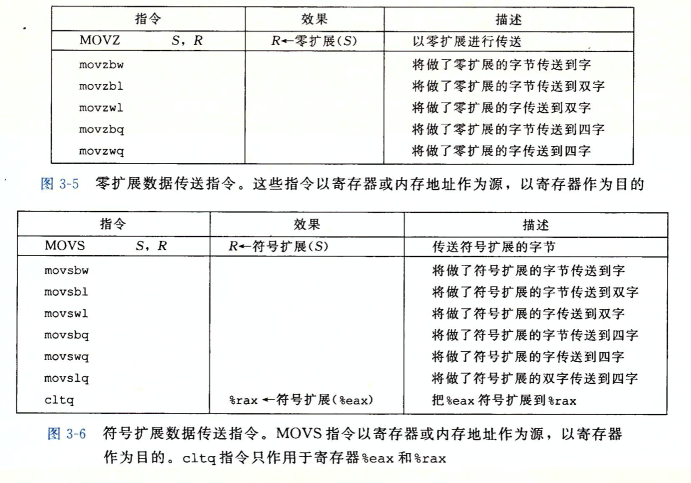 指令 效果 描述
MOVZ S, R R←零扩展(S) 以零扩展进行传送
movzbw 将做了零扩展的字节传送到字
movzbl 将做了零扩展的字节传送到双字
movzwl 将做了零扩展的字传送到双字
movzbq 将做了零扩展的字节传送到四字
movzwq 将做了零扩展的字传送到四字
图 3-5 零扩展数据传送指令。这些指令以寄存器或内存地址作为源，以寄存器作为目的
指令 效果 描述
MOVS S, R R←符号扩展(S) 传送符号扩展的字节
movsbw 将做了符号扩展的字节传送到字
movsbl 将做了符号扩展的字节传送到双字
movswl 将做了符号扩展的字传送到双字
movsbq 将做了符号扩展的字节传送到四字
movswq 将做了符号扩展的字传送到四字
movslq 将做了符号扩展的双字传送到四字
cltq %rax←符号扩展(%eax) 把%eax符号扩展到%rax
图 3-6 符号扩展数据传送指令。MOVS指令以寄存器或内存地址作为源，以寄存器
作为目的。cltq指令只作用于寄存器%eax和%rax